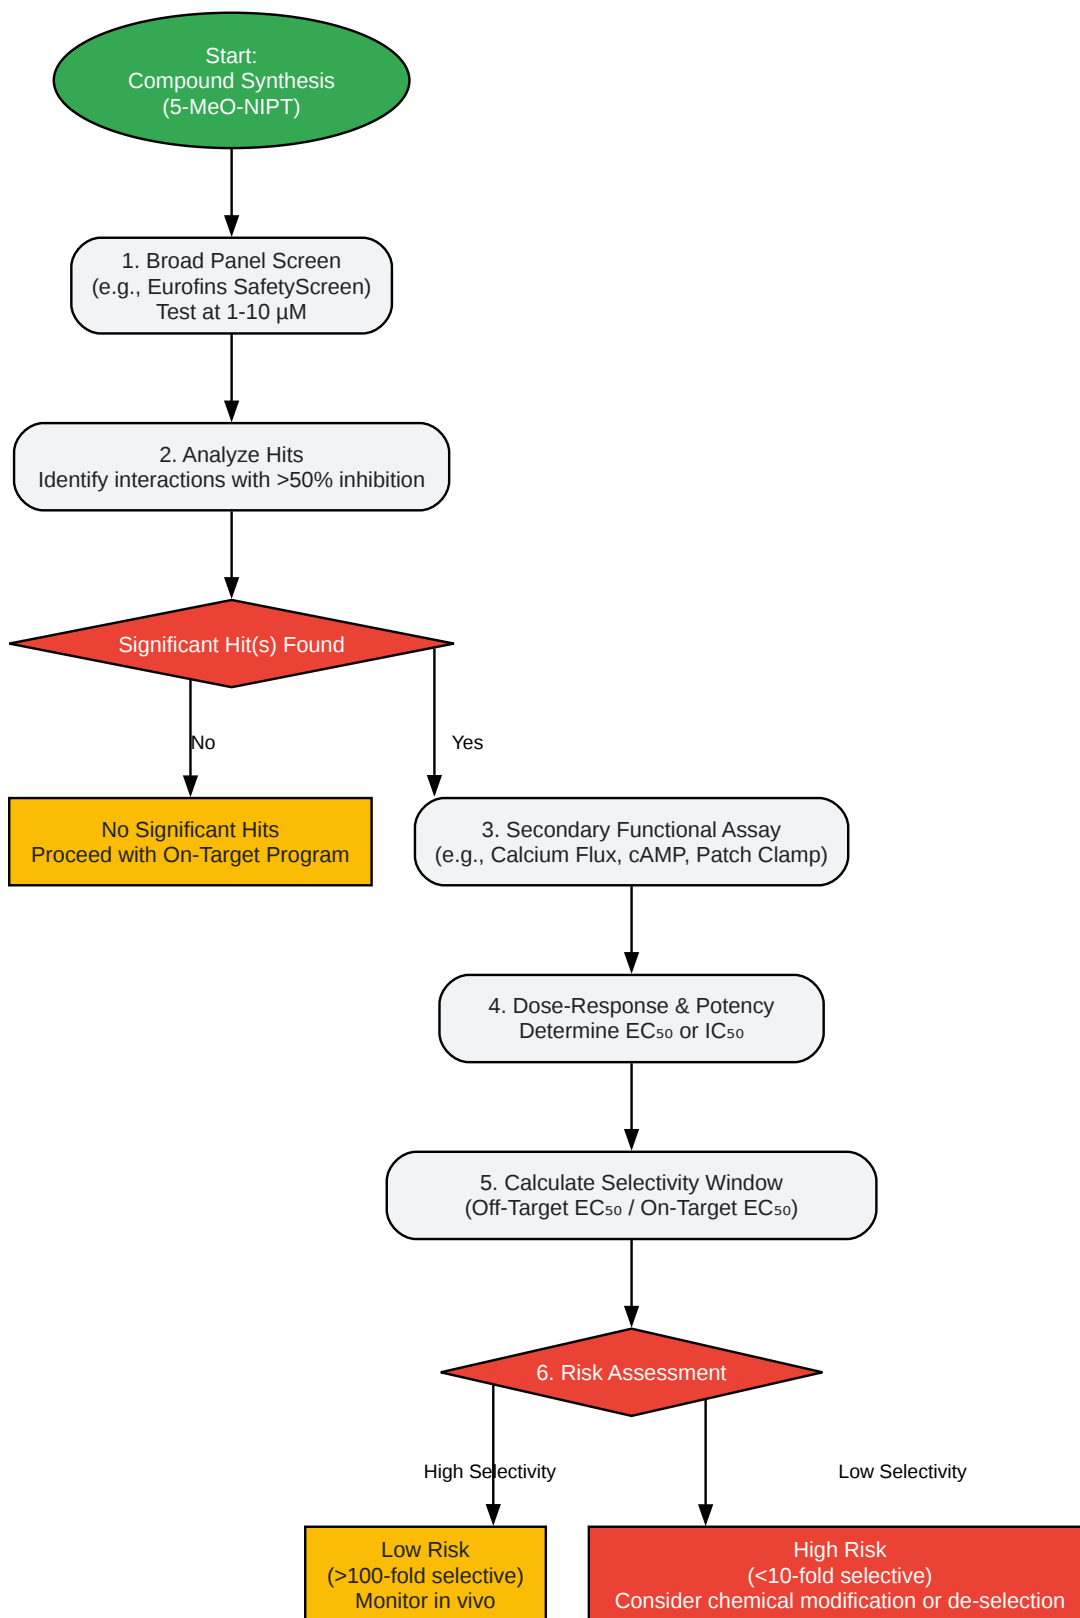 Start:
Compound Synthesis
(5-MeO-NIPT)
1. Broad Panel Screen
(e.g., Eurofins SafetyScreen)
Test at 1-10 µM
2. Analyze Hits
Identify interactions with >50% inhibition
Significant Hit(s) Found
No
Yes
No Significant Hits
Proceed with On-Target Program
3. Secondary Functional Assay
(e.g., Calcium Flux, cAMP, Patch Clamp)
4. Dose-Response & Potency
Determine EC₅₀ or IC₅₀
5. Calculate Selectivity Window
(Off-Target EC₅₀ / On-Target EC₅₀)
6. Risk Assessment
High Selectivity
Low Selectivity
Low Risk
(>100-fold selective)
Monitor in vivo
High Risk
(<10-fold selective)
Consider chemical modification or de-selection